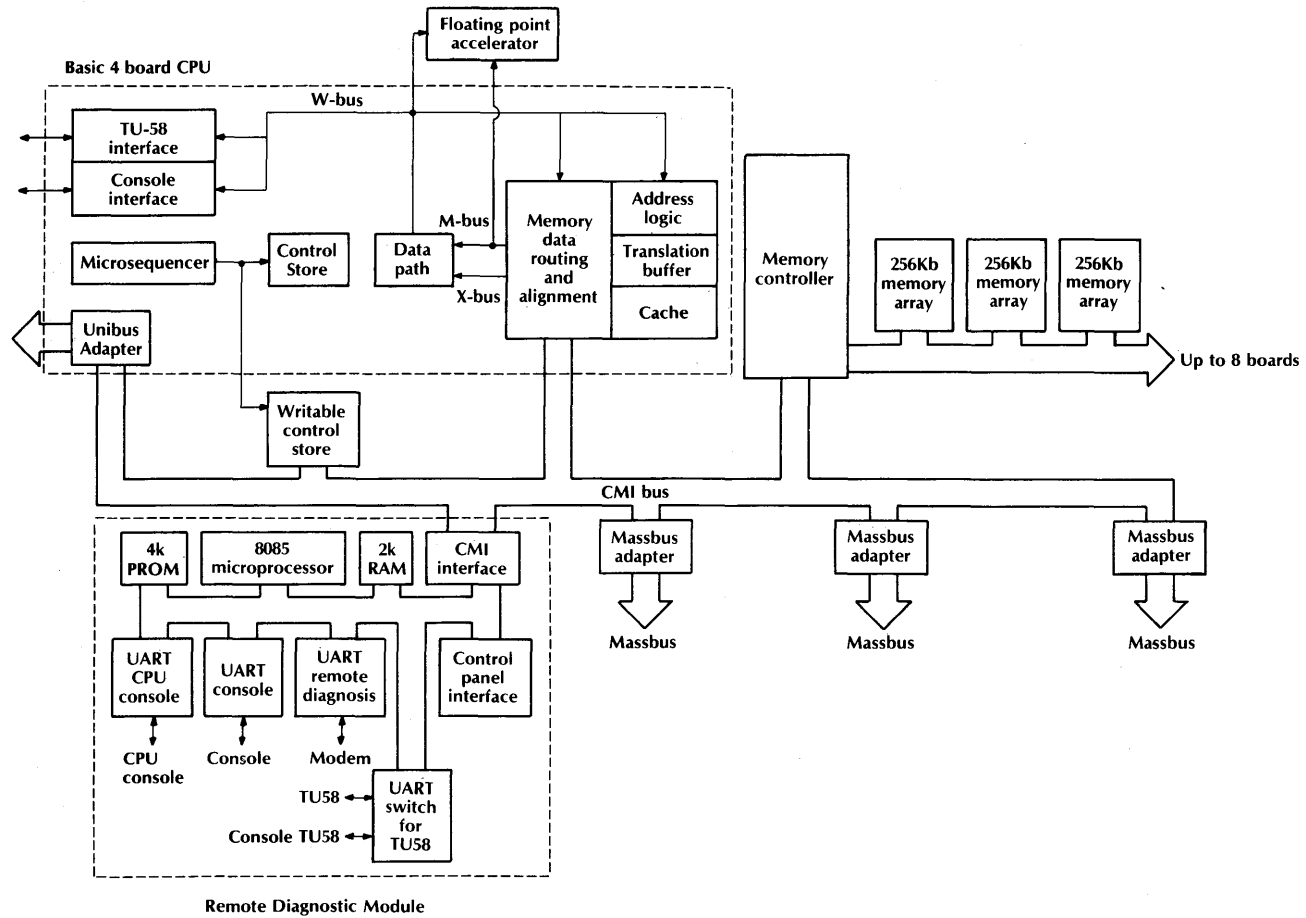 Floating point
accelerator
Basic 4 board CPU
W-bus
TU-58
interface
Console
interface
M-bus
X-bus
Microsequencer
Control
Store
Data
path
Memory
data
routing
and
alignment
Address
logic
Translation
buffer
Cache
Memory
controller
256Kb
memory
array
256Kb
memory
array
256Kb
memory
array
Up to 8 boards
Unibus
Adapter
Writable
control
store
CMI bus
4k
PROM
8085
microprocessor
2k
RAM
CMI
interface
Massbus
adapter
Massbus
adapter
Massbus
adapter
Massbus
Massbus
Massbus
UART
CPU
console
UART
console
UART
remote
diagnosis
Control
panel
interface
CPU
console
Console
Modem
TU58
Console TU58
UART
switch
for
TU58
Remote Diagnostic Module